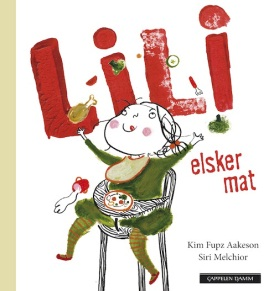 LiLi
elsker
mat
Kim Fupz Aakeson
Siri Melchior
CAPPELEN DAMM